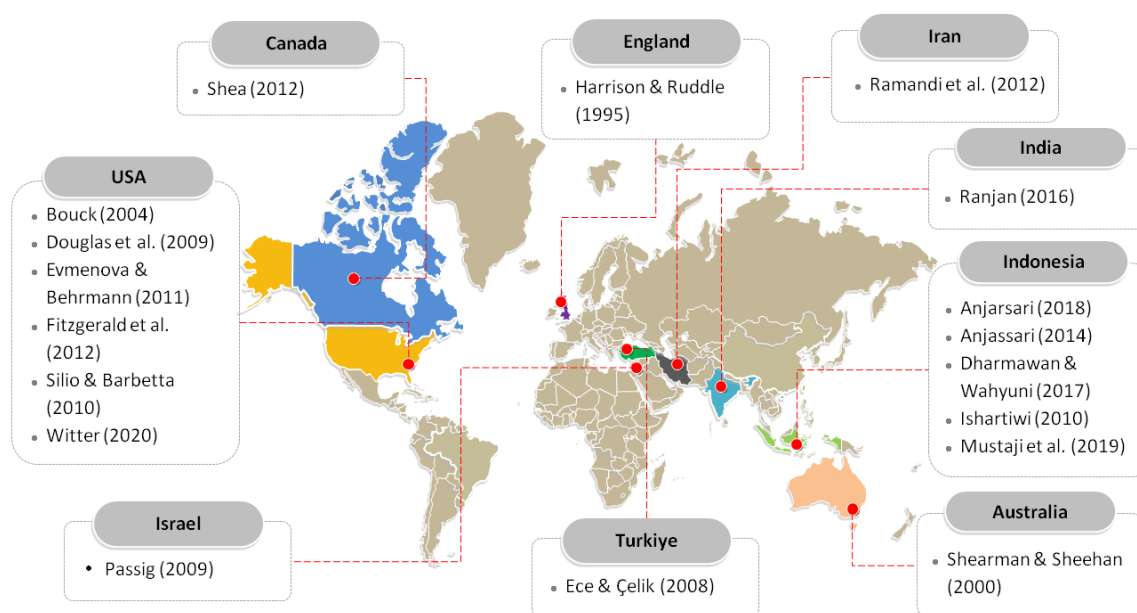 Canada
Shea (2012)
England
Harrison & Ruddle
(1995)
Iran
Ramandi et al. (2012)
India
Ranjan (2016)
USA
Bouck (2004)
Douglas et al. (2009)
Evmenova &
Behrmann (2011)
Fitzgerald et al.
(2012)
Silio & Barbetta
(2010)
Witter (2020)
Indonesia
Anjarsari (2018)
Anjassari (2014)
Dharmawan &
Wahyuni (2017)
Ishartiwi (2010)
Mustaji et al. (2019)
Israel
Passig (2009)
Turkiye
Ece & Çelik (2008)
Australia
Shearman & Sheehan
(2000)